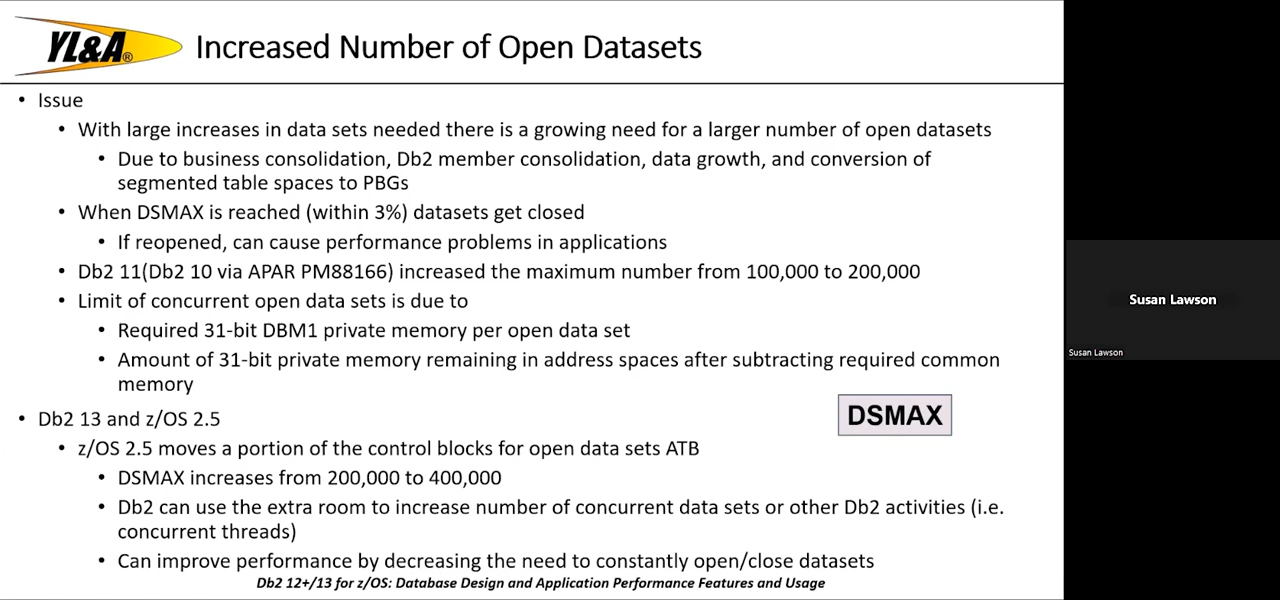 YL&A®
Increased Number of Open Datasets
• Issue
• With large increases in data sets needed there is a growing need for a larger number of open datasets
• Due to business consolidation, Db2 member consolidation, data growth, and conversion of
segmented table spaces to PBGs
• When DSMAX is reached (within 3%) datasets get closed
• If reopened, can cause performance problems in applications
• Db2 11(Db2 10 via APAR PM88166) increased the maximum number from 100,000 to 200,000
• Limit of concurrent open data sets is due to
• Required 31-bit DBM1 private memory per open data set
• Amount of 31-bit private memory remaining in address spaces after subtracting required common
memory
• Db2 13 and z/OS 2.5
DSMAX
• z/OS 2.5 moves a portion of the control blocks for open data sets ATB
• DSMAX increases from 200,000 to 400,000
• Db2 can use the extra room to increase number of concurrent data sets or other Db2 activities (i.e.
concurrent threads)
• Can improve performance by decreasing the need to constantly open/close datasets
Db2 12+/13 for z/OS: Database Design and Application Performance Features and Usage
Susan Lawson
Susan Lawson